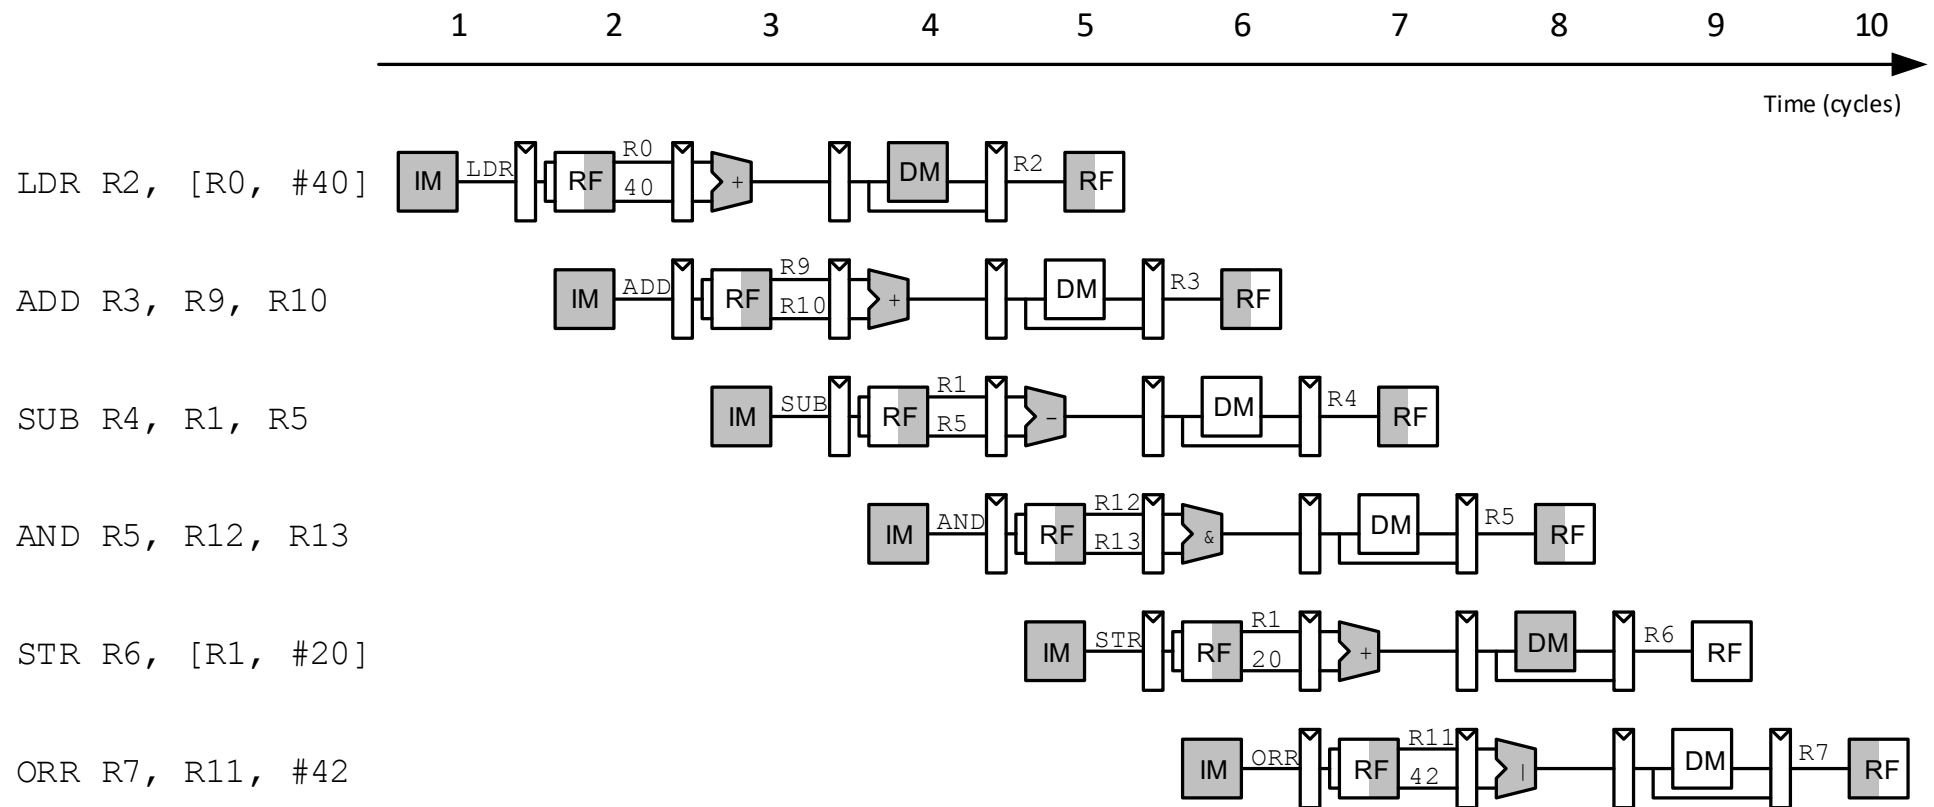 1 2 3 4 5 6 7 8 9 10
Time (cycles)
LDR R2, [R0, #40] IM LDR RF R0 40 + DM R2 RF
ADD R3, R9, R10 IM ADD RF R9 R10 + DM R3 RF
SUB R4, R1, R5 IM SUB RF R1 R5 - DM R4 RF
AND R5, R12, R13 IM AND RF R12 R13 & DM R5 RF
STR R6, [R1, #20] IM STR RF R1 20 + DM R6 RF
ORR R7, R11, #42 IM ORR RF R11 42 | DM R7 RF